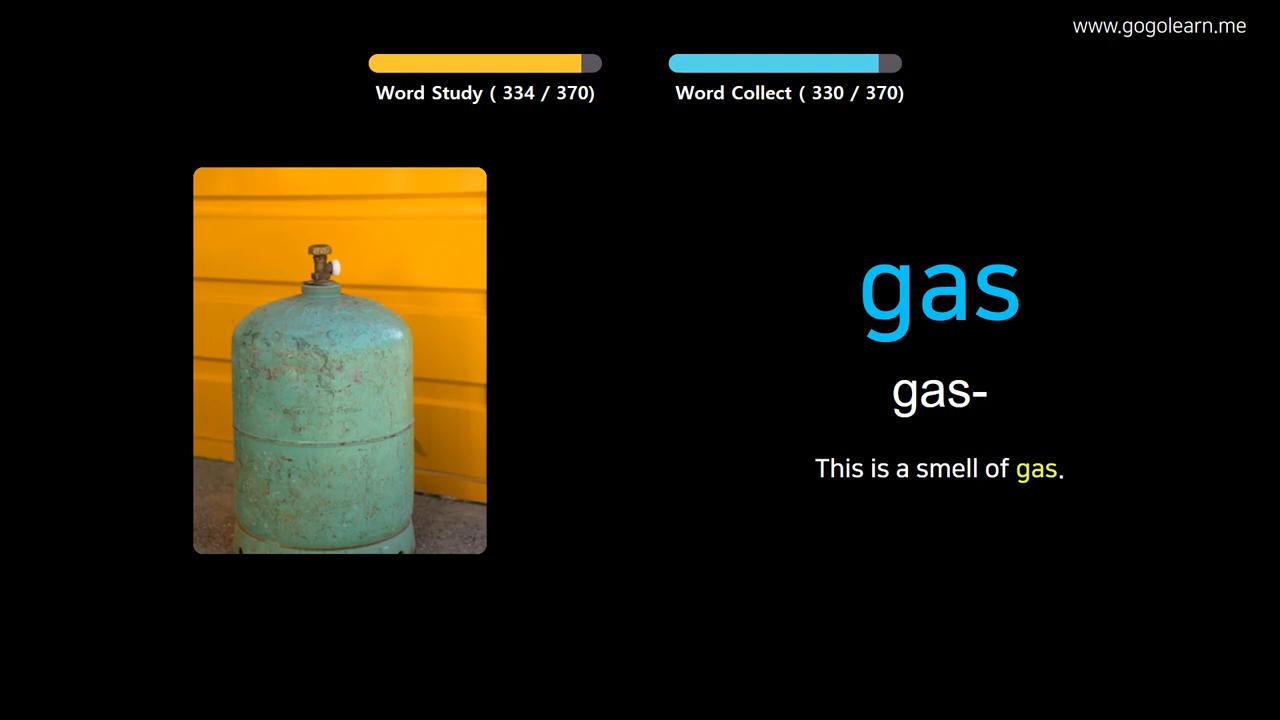 www.gogolearn.me
Word Study ( 334 / 370)
Word Collect ( 330 / 370)
gas
gas-
This is a smell of gas.